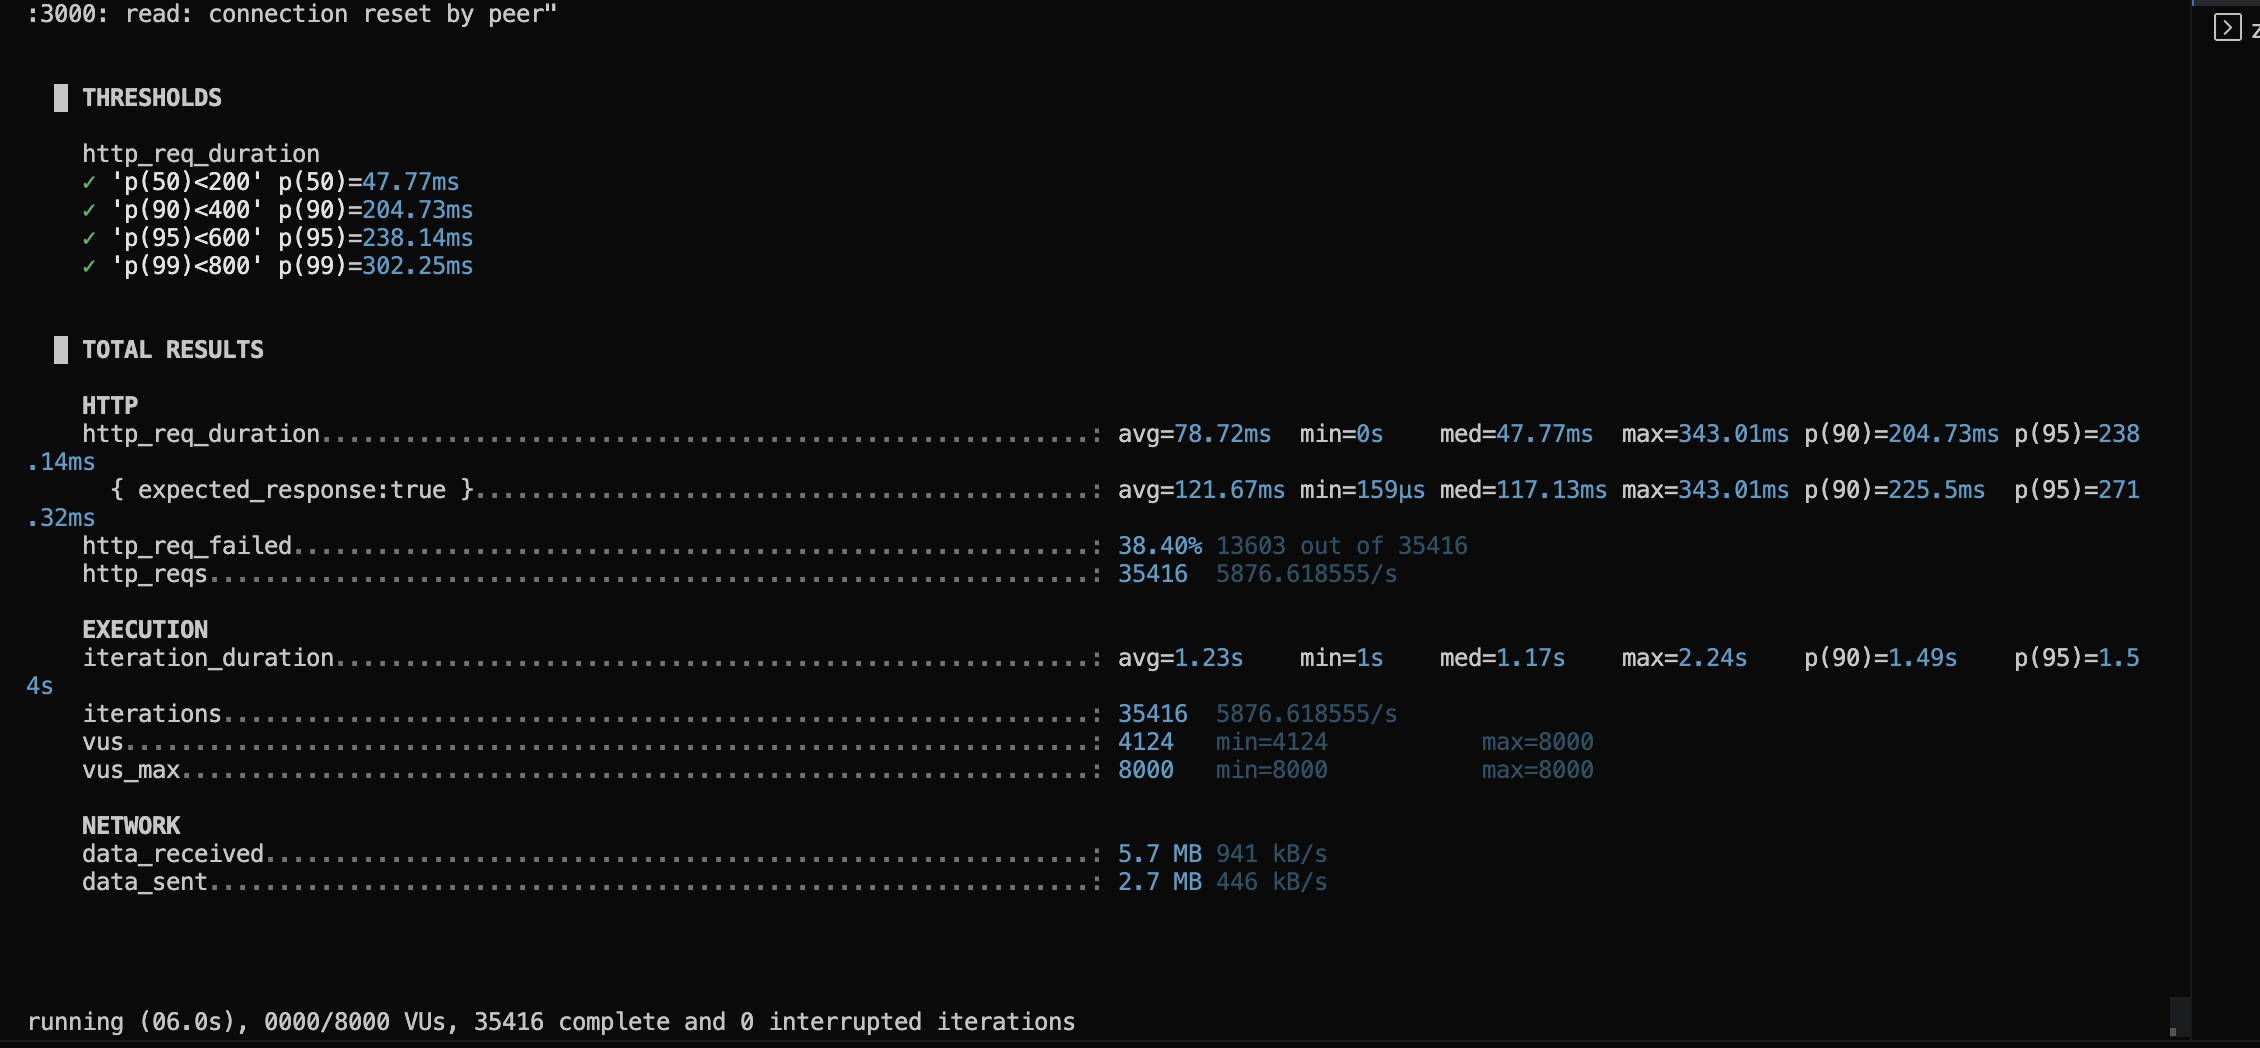 :3000: read: connection reset by peer"
THRESHOLDS
http_req_duration
✓ 'p(50)<200' p(50)=47.77ms
✓ 'p(90)<400' p(90)=204.73ms
✓ 'p(95)<600' p(95)=238.14ms
✓ 'p(99)<800' p(99)=302.25ms
TOTAL RESULTS
HTTP
http_req_duration.......................................................: avg=78.72ms  min=0s    med=47.77ms  max=343.01ms p(90)=204.73ms p(95)=238
.14ms
{ expected_response:true }............................................: avg=121.67ms min=159µs med=117.13ms max=343.01ms p(90)=225.5ms  p(95)=271
.32ms
http_req_failed.........................................................: 38.40% 13603 out of 35416
http_reqs...............................................................: 35416  5876.618555/s
EXECUTION
iteration_duration......................................................: avg=1.23s    min=1s    med=1.17s    max=2.24s    p(90)=1.49s    p(95)=1.5
4s
iterations..............................................................: 35416  5876.618555/s
vus.....................................................................: 4124   min=4124           max=8000
vus_max.................................................................: 8000   min=8000           max=8000
NETWORK
data_received...........................................................: 5.7 MB 941 kB/s
data_sent...............................................................: 2.7 MB 446 kB/s
running (06.0s), 0000/8000 VUs, 35416 complete and 0 interrupted iterations